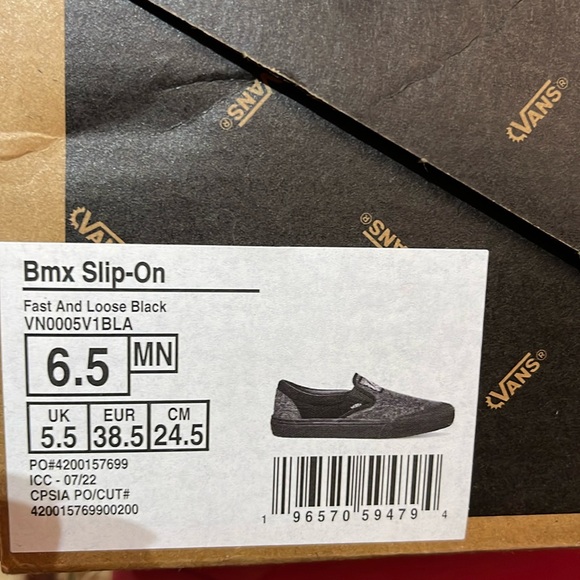 VANS®
VANS®
VANS
VANS®
VANS®
Bmx Slip-On
Fast And Loose Black
VN0005V1BLA
6.5 MN
UK EUR CM
5.5 38.5 24.5
PO#4200157699
ICC - 07/22
CPSIA PO/CUT#
420015769900200
1 96570 59479 4